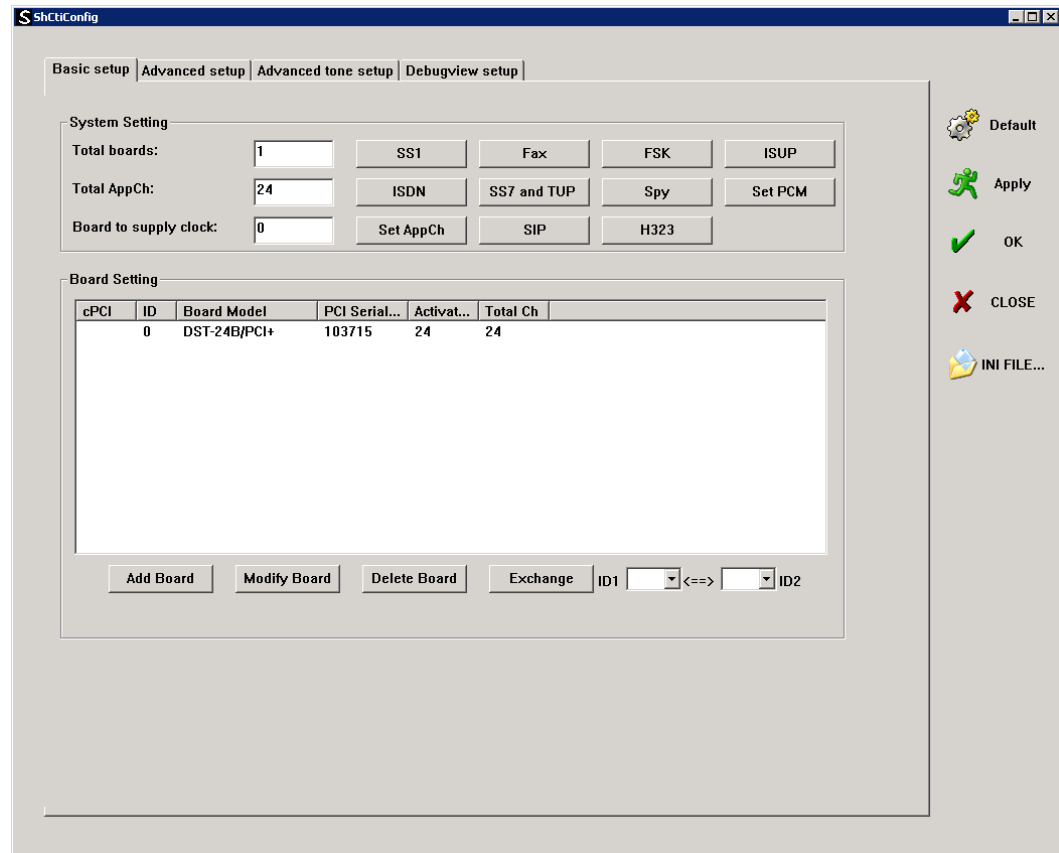 ShCtiConfig
Basic setup Advanced setup Advanced tone setup Debugview setup
System Setting
Total boards: 1 SS1 Fax FSK ISUP
Total AppCh: 24 ISDN SS7 and TUP Spy Set PCM
Board to supply clock: 0 Set AppCh SIP H323
Board Setting
cPCI ID Board Model PCI Serial... Activat... Total Ch
0 DST-24B/PCI+ 103715 24 24
Add Board Modify Board Delete Board Exchange ID1 <==> ID2
Default
Apply
OK
CLOSE
INI FILE...